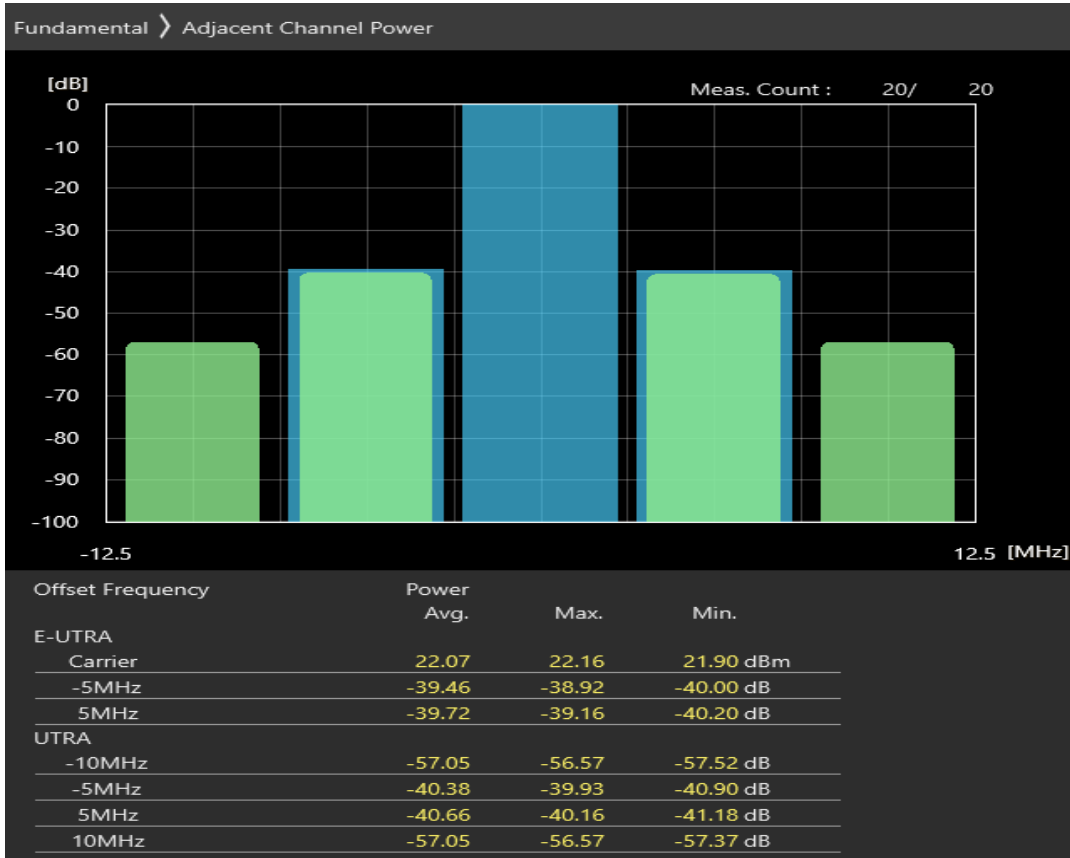 Fundamental 〉 Adjacent Channel Power
[dB]
Meas. Count : 20/ 20
0
-10
-20
-30
-40
-50
-60
-70
-80
-90
-100
-12.5 12.5 [MHz]
Offset Frequency Power
Avg. Max. Min.
E-UTRA
Carrier 22.07 22.16 21.90 dBm
-5MHz -39.46 -38.92 -40.00 dB
5MHz -39.72 -39.16 -40.20 dB
UTRA
-10MHz -57.05 -56.57 -57.52 dB
-5MHz -40.38 -39.93 -40.90 dB
5MHz -40.66 -40.16 -41.18 dB
10MHz -57.05 -56.57 -57.37 dB